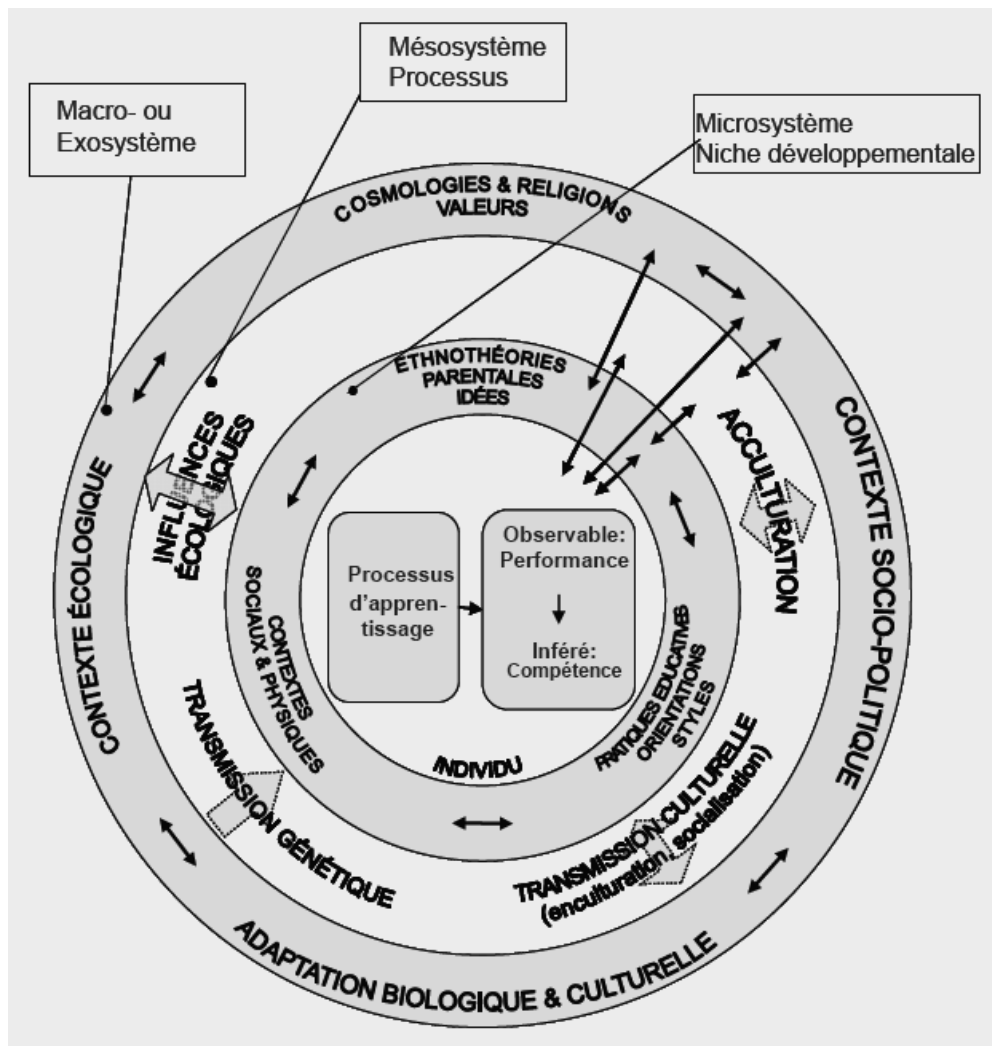 Mésosystème
Processus
Macro- ou
Exosystème
Microsystème
Niche développementale
COSMOLOGIES & RELIGIONS
VALEURS
ETHNOTHÉORIES
PARENTALES
IDÉES
INFLUENCES
ÉCOLOGIQUES
ACCULTURATION
CONTEXTE ÉCOLOGIQUE
CONTEXTE SOCIO-POLITIQUE
Processus
d'appren-
tissage
Observable:
Performance
Inféré:
Compétence
CONTEXTES
SOCIAUX & PHYSIQUES
PRATIQUES EDUCATIVES
ORIENTATIONS
STYLES
INDIVIDU
TRANSMISSION GÉNÉTIQUE
TRANSMISSION CULTURELLE
(enculturation, socialisation)
ADAPTATION BIOLOGIQUE & CULTURELLE